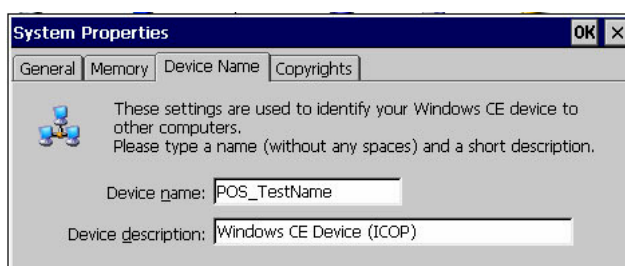 System Properties OK ×
General Memory Device Name Copyrights
These settings are used to identify your Windows CE device to
other computers.
Please type a name (without any spaces) and a short description.
Device name: POS_TestName
Device description: Windows CE Device (ICOP)